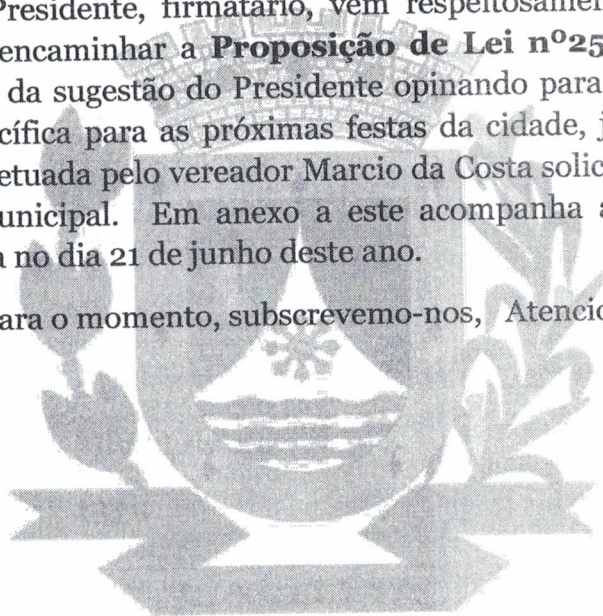 Presidente, firmatário, vem respeitosamen
encaminhar a Proposição de Lei nº25
da sugestão do Presidente opinando para
cífica para as próximas festas da cidade, j
etuada pelo vereador Marcio da Costa solic
unicipal. Em anexo a este acompanha a
a no dia 21 de junho deste ano.
ara o momento, subscrevemo-nos, Atencio